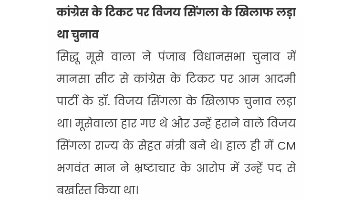 कांग्रेस के टिकट पर विजय सिंगला के खिलाफ लड़ा
था चुनाव
सिद्धू मूसे वाला ने पंजाब विधानसभा चुनाव में
मानसा सीट से कांग्रेस के टिकट पर आम आदमी
पार्टी के डॉ. विजय सिंगला के खिलाफ चुनाव लड़ा
था। मूसेवाला हार गए थे और उन्हें हराने वाले विजय
सिंगला राज्य के सेहत मंत्री बने थे। हाल ही में CM
भगवंत मान ने भ्रष्टाचार के आरोप में उन्हें पद से
बर्खास्त किया था।